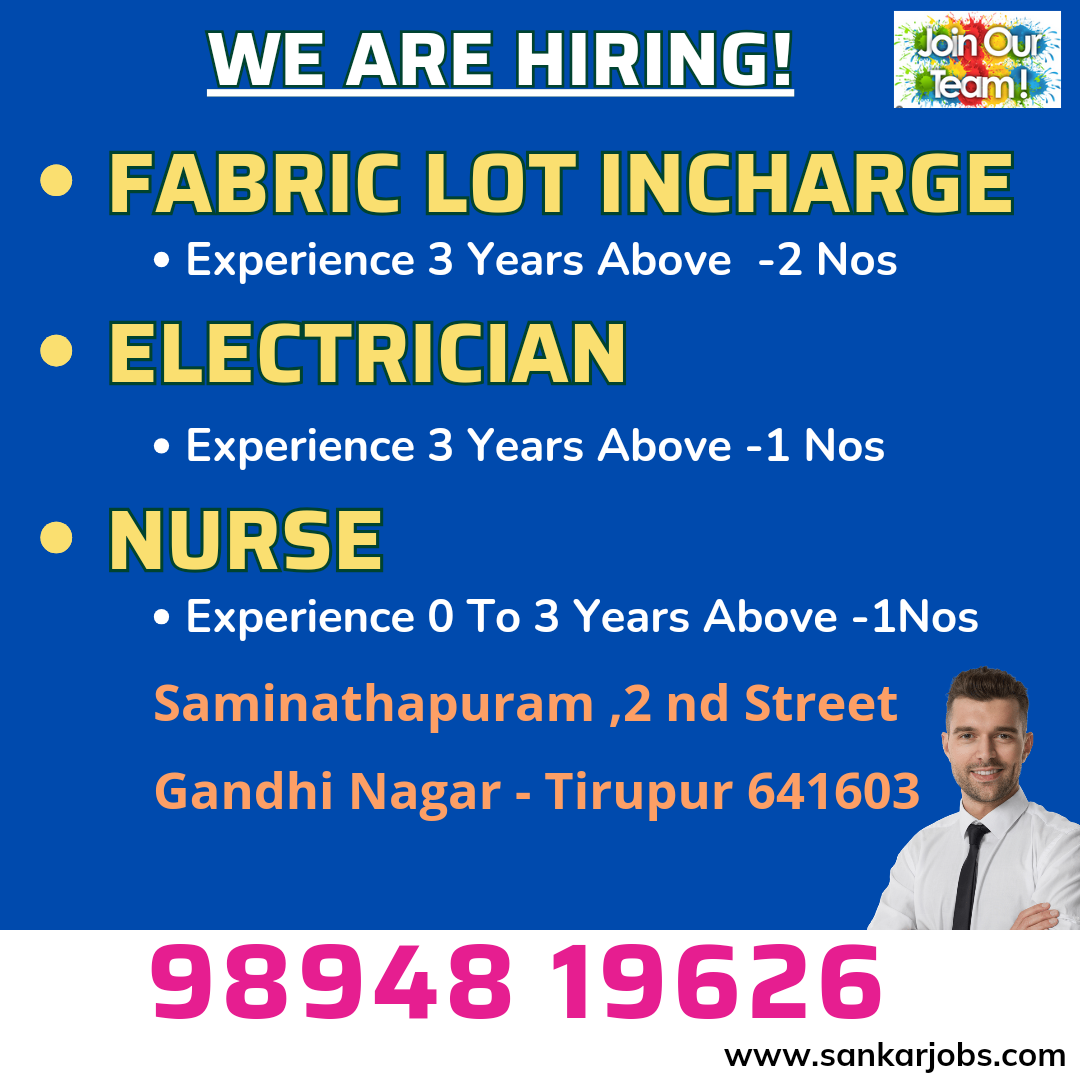 WE ARE HIRING!
Join Our
Team!
• FABRIC LOT INCHARGE
• Experience 3 Years Above -2 Nos
• ELECTRICIAN
• Experience 3 Years Above -1 Nos
• NURSE
• Experience 0 To 3 Years Above -1Nos
Saminathapuram ,2 nd Street
Gandhi Nagar - Tirupur 641603
98948 19626
www.sankarjobs.com